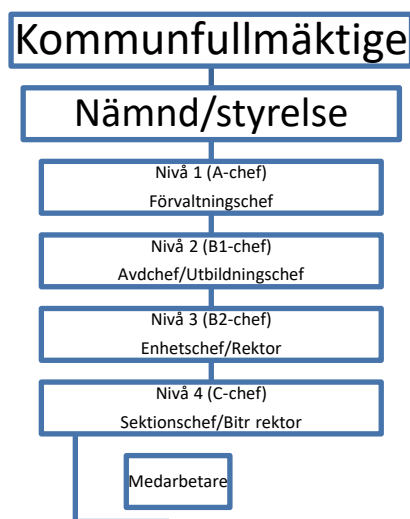 Kommunfullmäktige
Nämnd/styrelse
Nivå 1 (A-chef)
Förvaltningschef
Nivå 2 (B1-chef)
Avdchef/Utbildningschef
Nivå 3 (B2-chef)
Enhetschef/Rektor
Nivå 4 (C-chef)
Sektionschef/Bitr rektor
Medarbetare